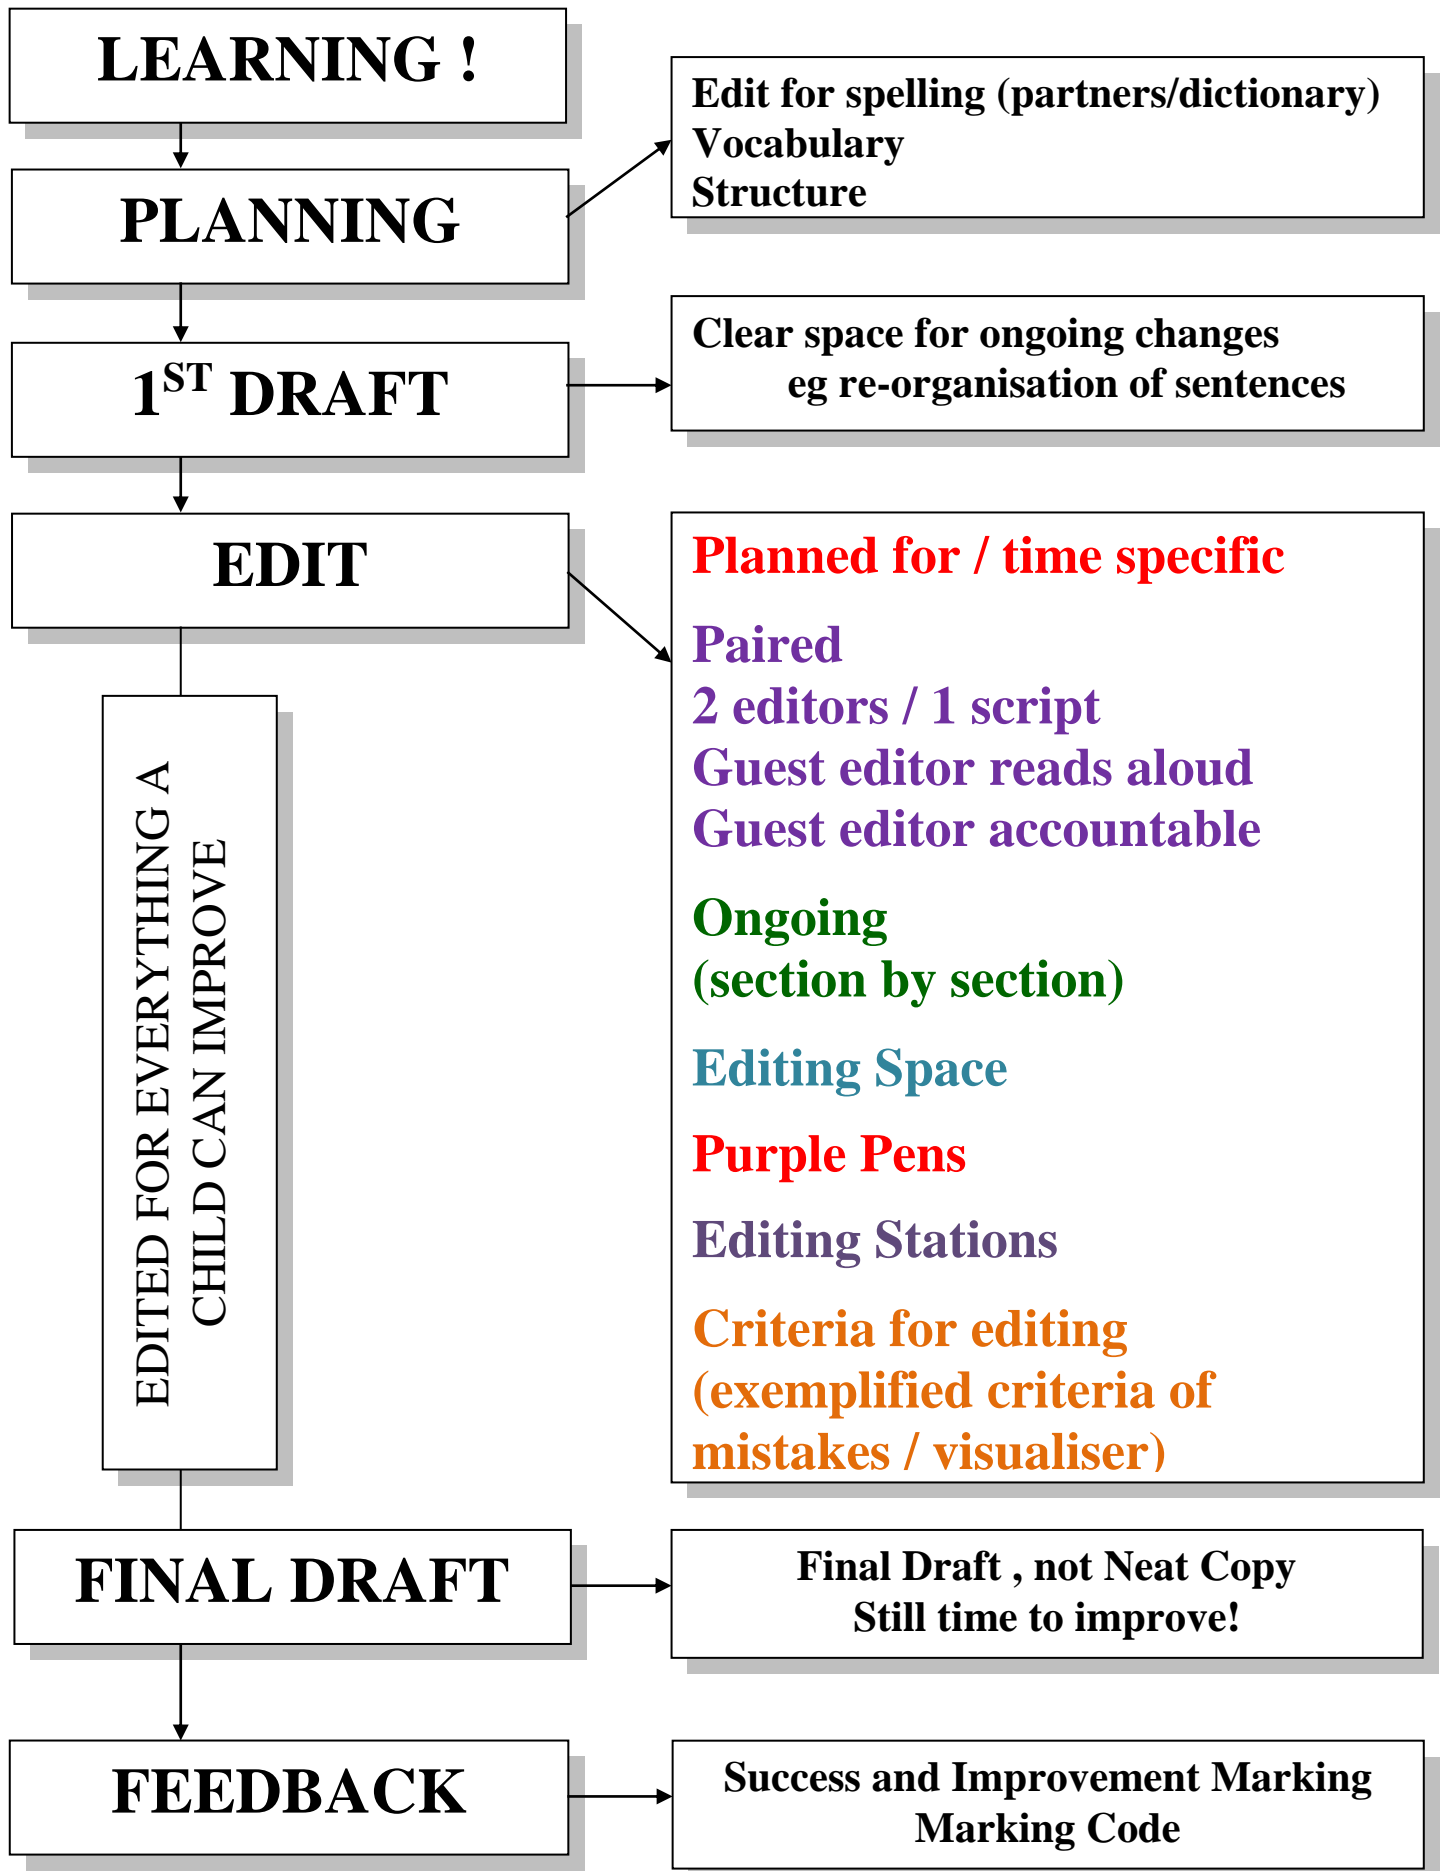 LEARNING !
Edit for spelling (partners/dictionary)
Vocabulary
Structure
PLANNING
Clear space for ongoing changes
eg re-organisation of sentences
1ST DRAFT
EDIT
Planned for / time specific
Paired
2 editors / 1 script
Guest editor reads aloud
Guest editor accountable
Ongoing
(section by section)
Editing Space
Purple Pens
Editing Stations
Criteria for editing
(exemplified criteria of
mistakes / visualiser)
EDITED FOR EVERYTHING A
CHILD CAN IMPROVE
FINAL DRAFT
Final Draft , not Neat Copy
Still time to improve!
FEEDBACK
Success and Improvement Marking
Marking Code